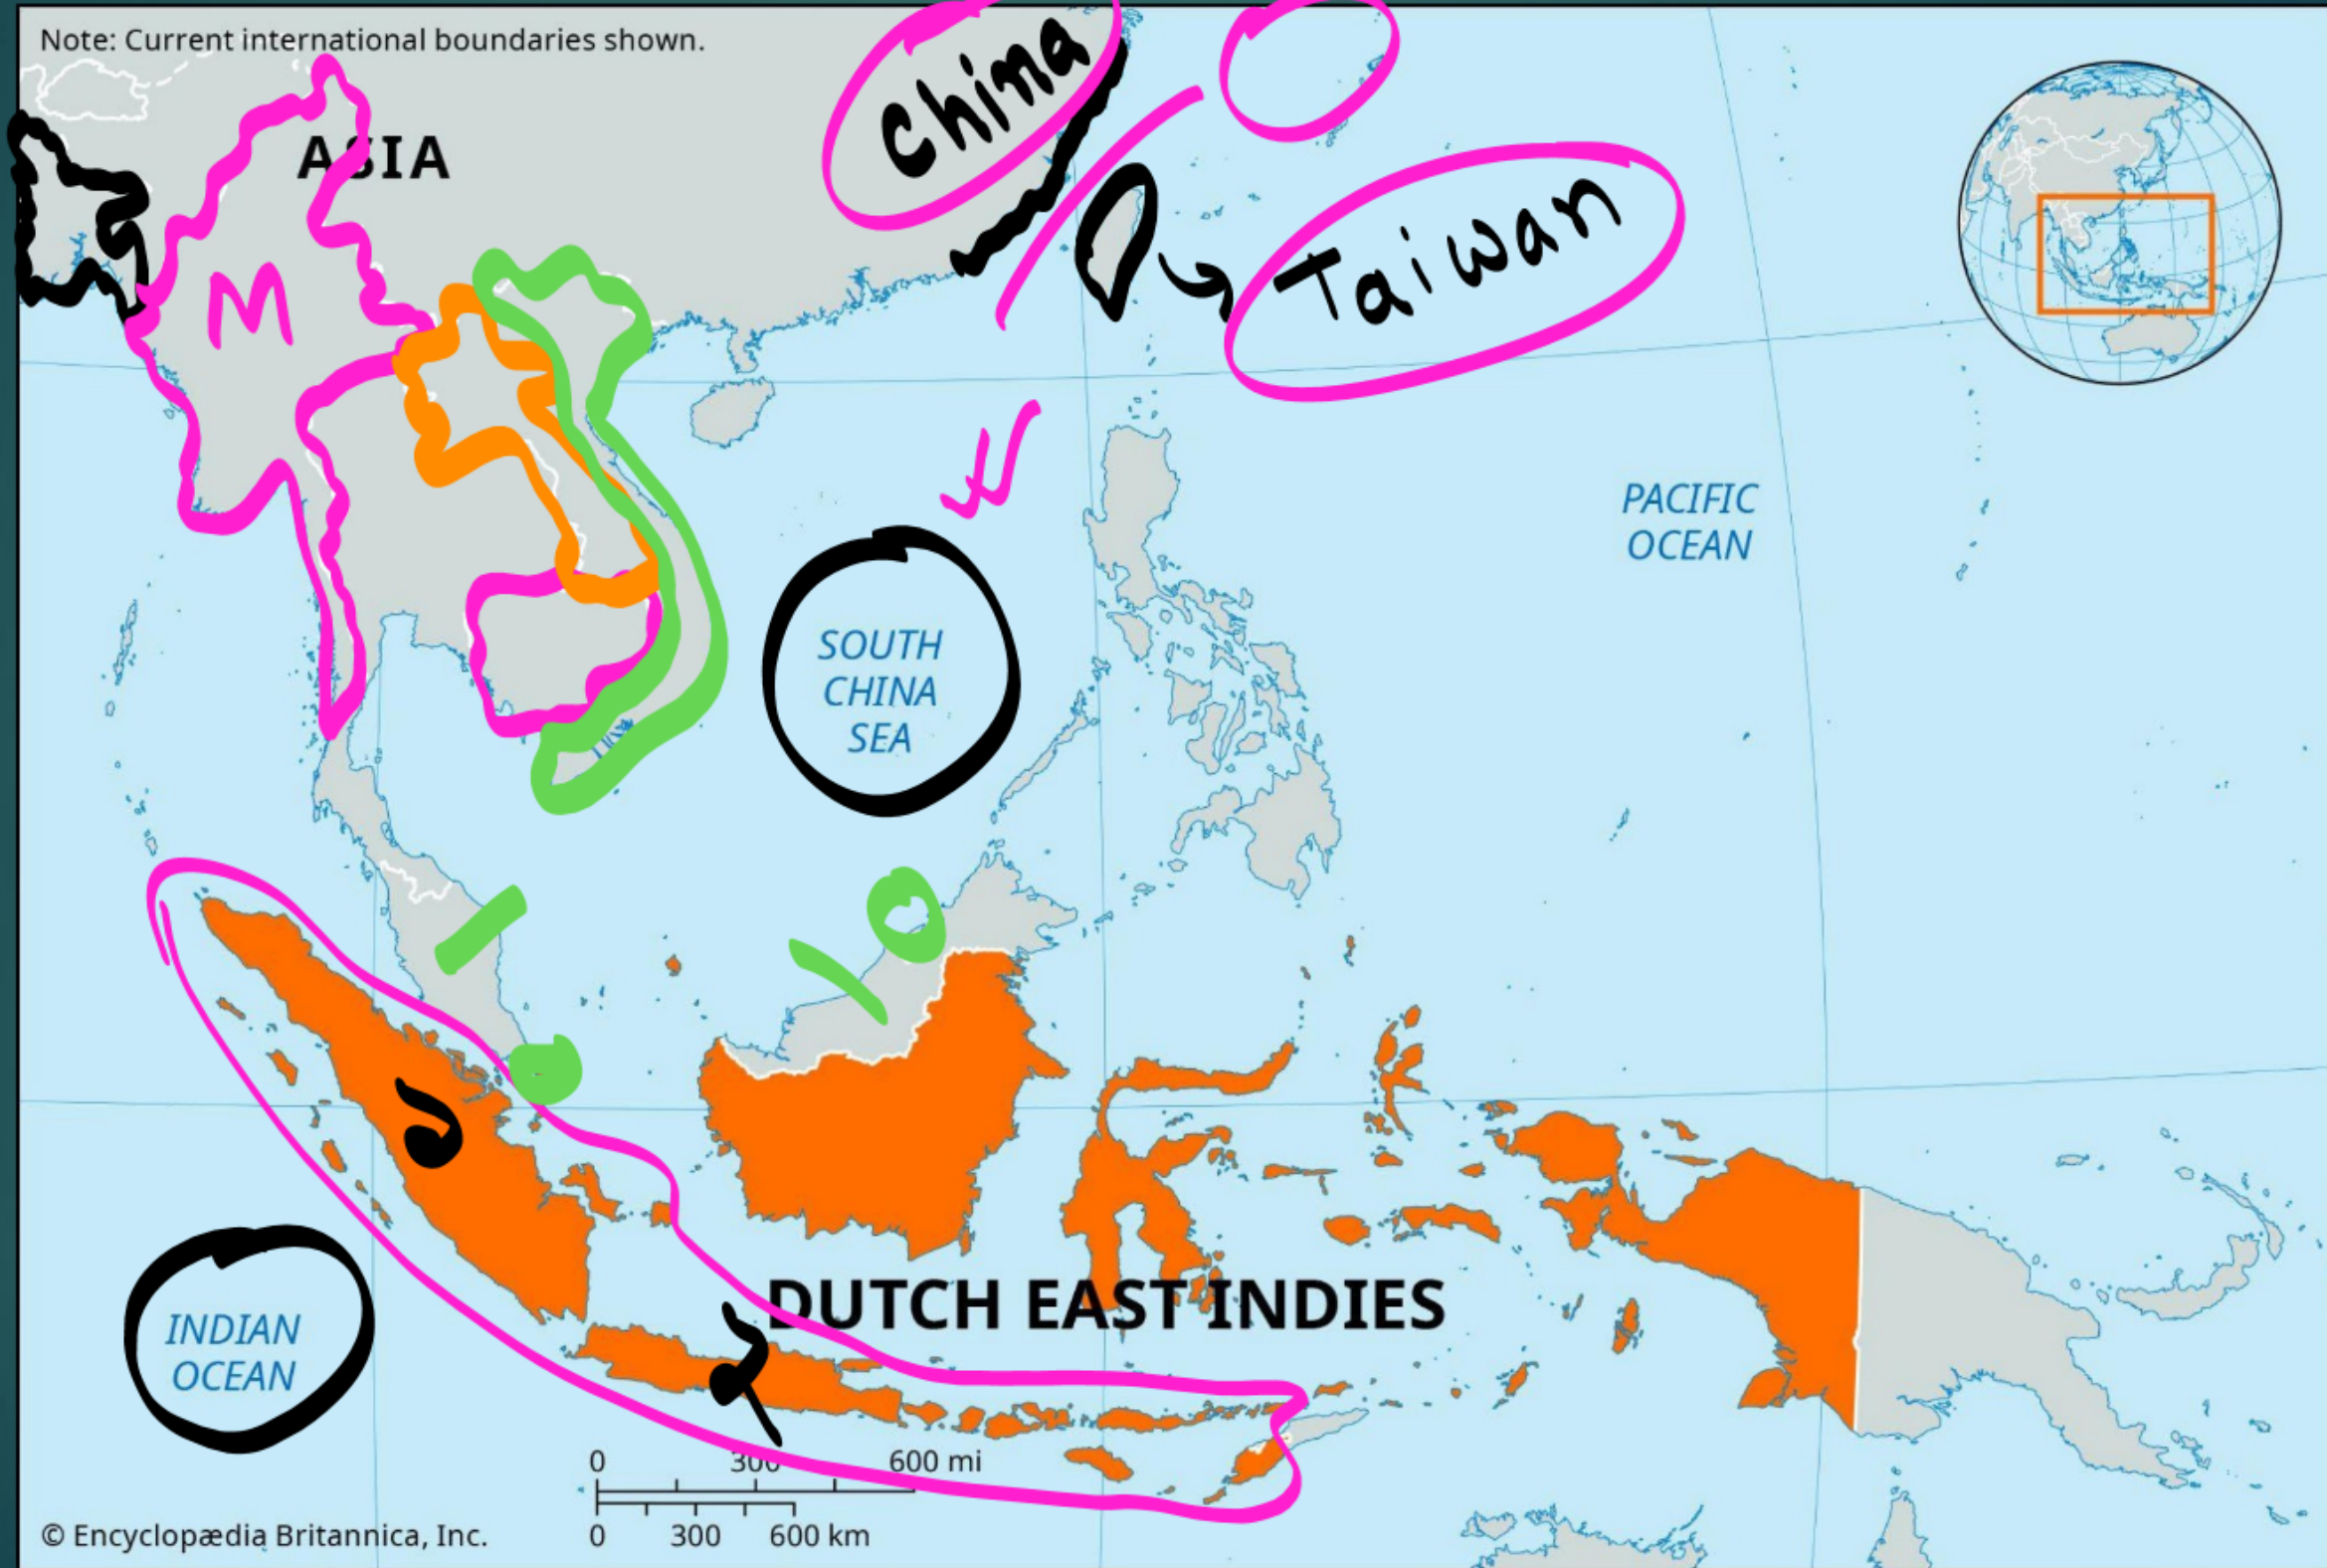 Note: Current international boundaries shown.
China
ASIA
Taiwan
M
PACIFIC
OCEAN
SOUTH
CHINA
SEA
DUTCH EAST INDIES
INDIAN
OCEAN
0 300 600 mi
0 300 600 km
© Encyclopædia Britannica, Inc.